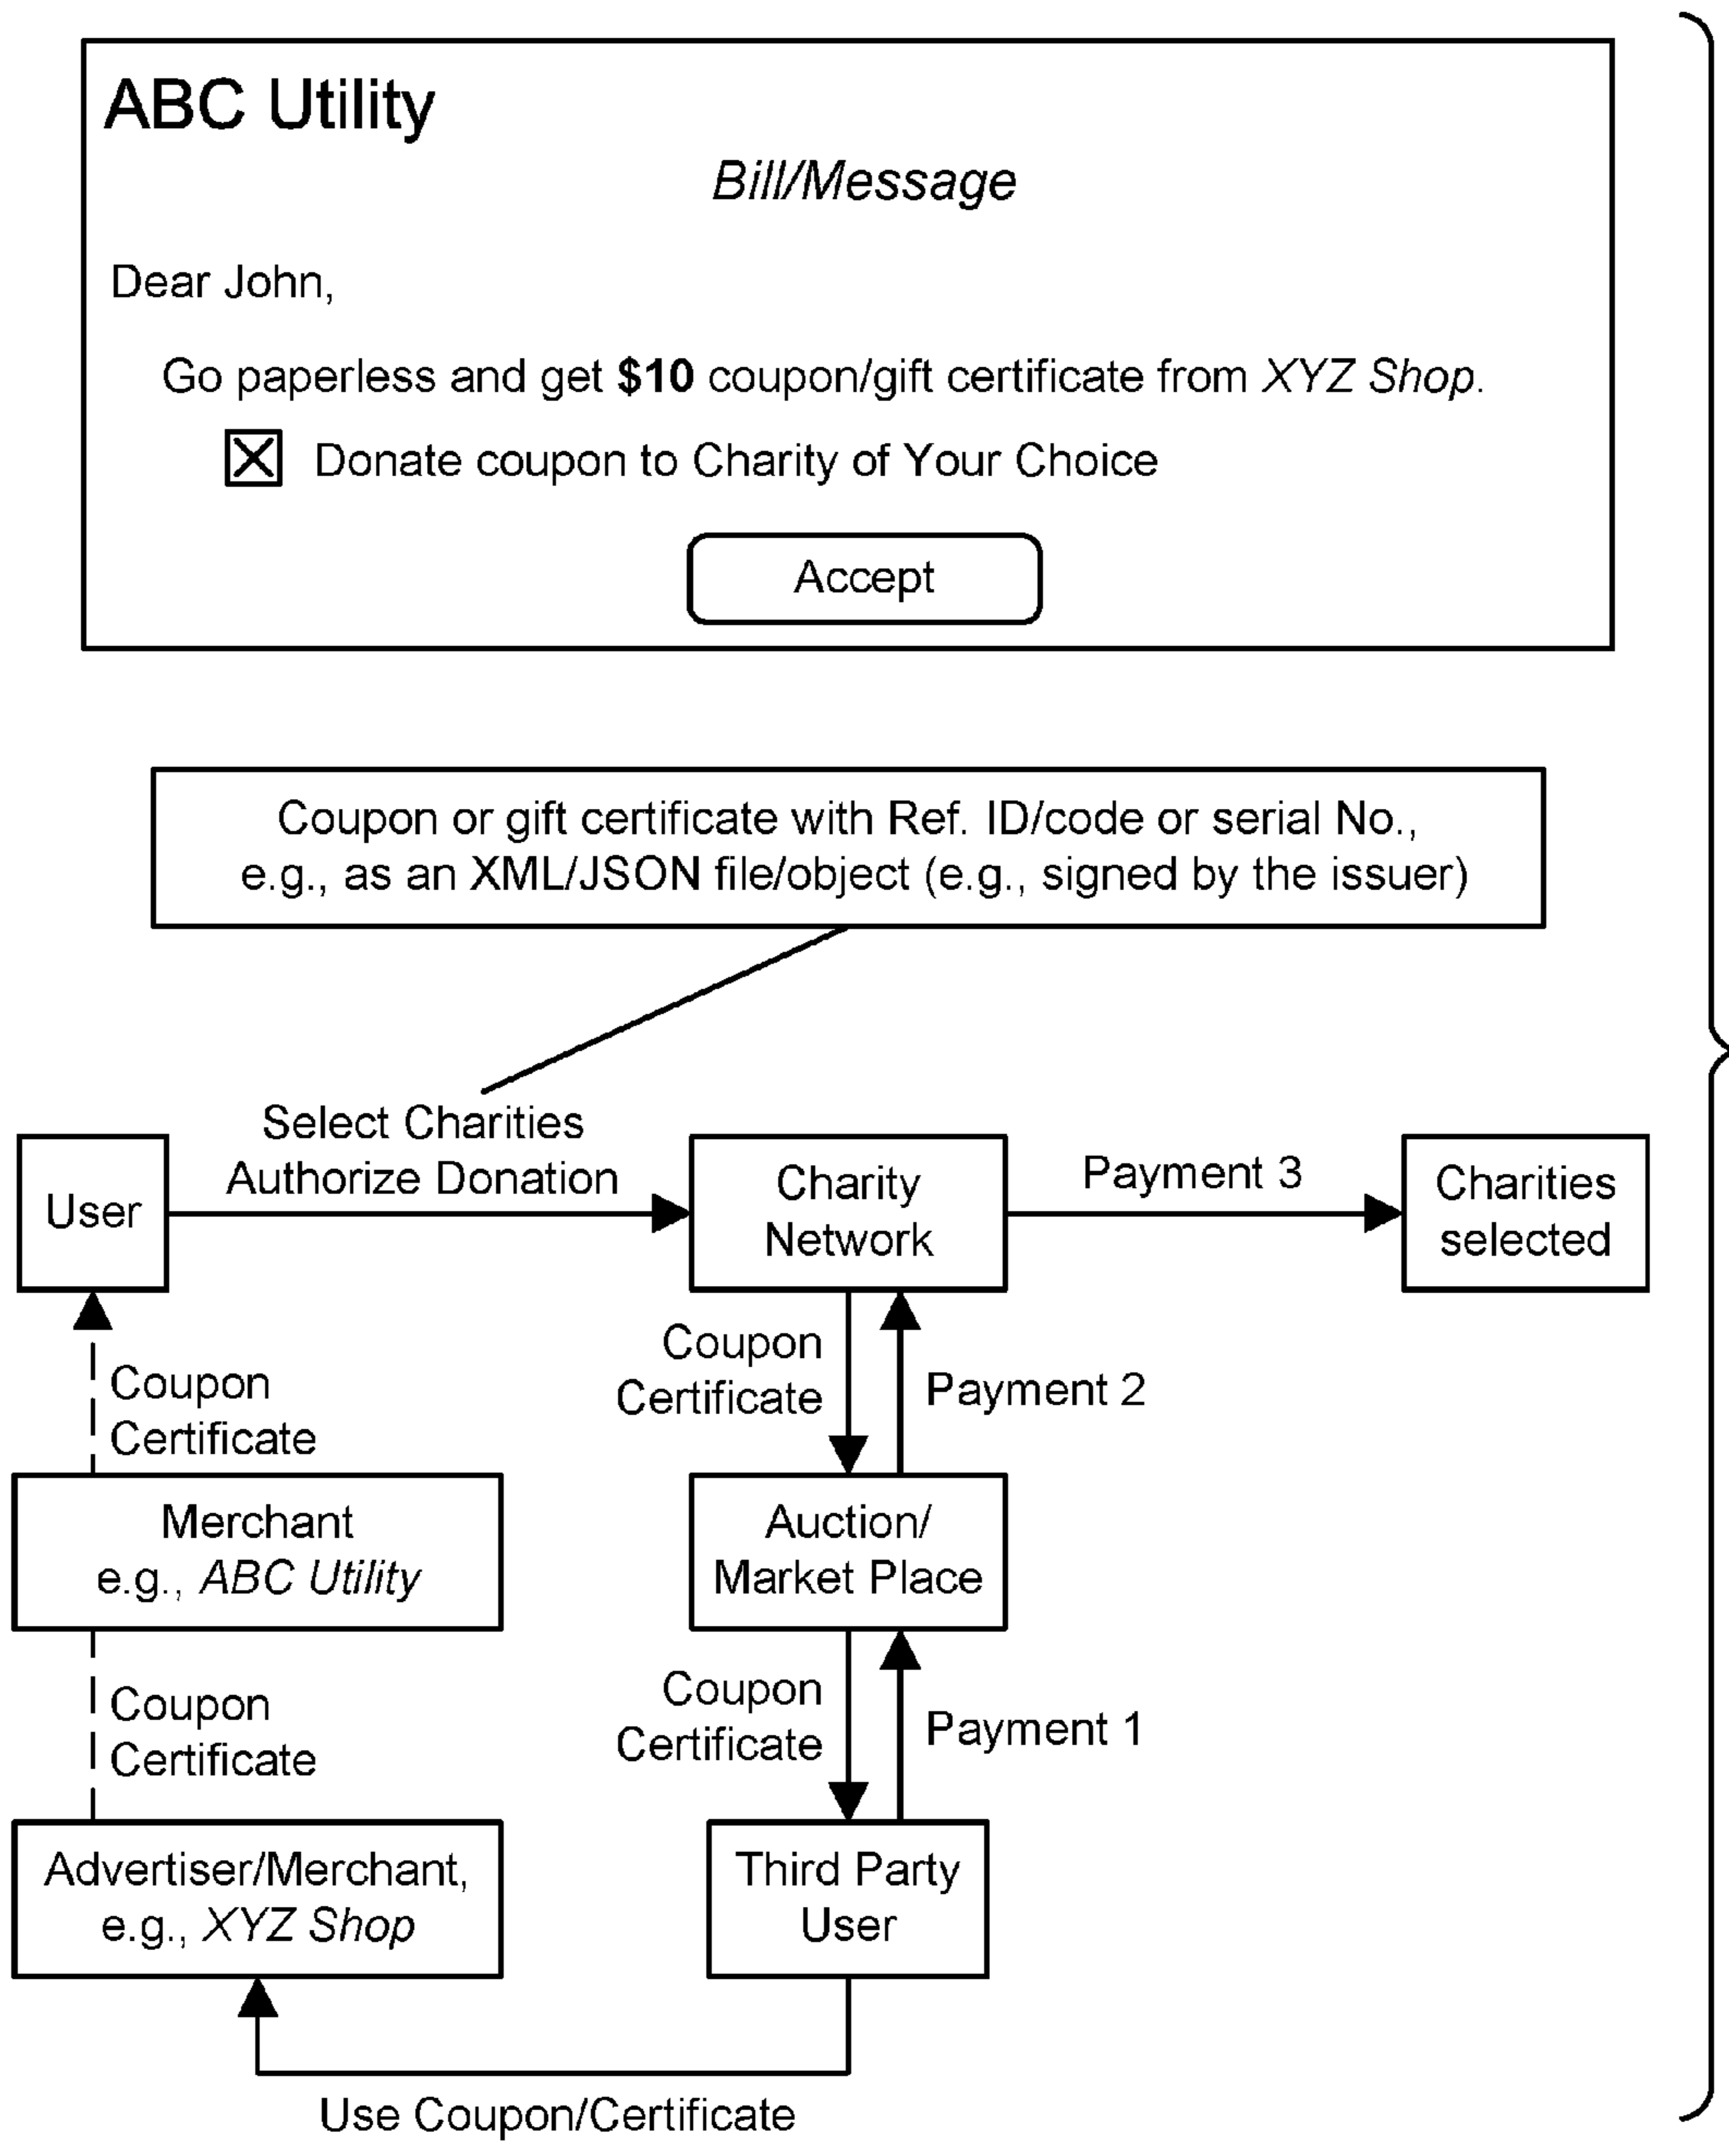 ABC Utility
Bill/Message
Dear John,
Go paperless and get $10 coupon/gift certificate from XYZ Shop.
Donate coupon to Charity of Your Choice
Accept
Coupon or gift certificate with Ref. ID/code or serial No.,
e.g., as an XML/JSON file/object (e.g., signed by the issuer)
Select Charities
Authorize Donation
User
Charity
Network
Payment 3
Charities
selected
Coupon
Certificate
Coupon
Certificate
Payment 2
Merchant
e.g., ABC Utility
Auction/
Market Place
Coupon
Certificate
Coupon
Certificate
Payment 1
Advertiser/Merchant,
e.g., XYZ Shop
Third Party
User
Use Coupon/Certificate